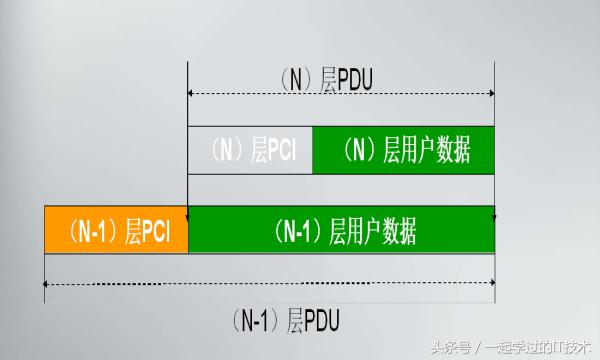 （N）层PDU
（N）层PCI （N）层用户数据
（N-1）层PCI （N-1）层用户数据
（N-1）层PDU
头条号／一起学过的IT技术